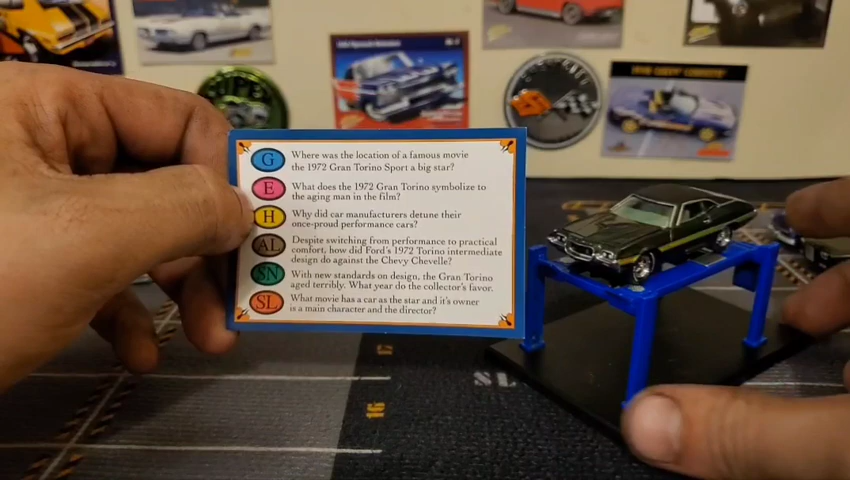 SUPER
G
Where was the location of a famous movie
the 1972 Gran Torino Sport a big star?
E
What does the 1972 Gran Torino symbolize to
the aging man in the film?
H
Why did car manufacturers detune their
once-proud performance cars?
AL
Despite switching from performance to practical
comfort, how did Ford's 1972 Torino intermediate
design do against the Chevy Chevelle?
SN
With new standards on design, the Gran Torino
aged terribly. What year do the collector's favor.
SL
What movie has a car as the star and it's owner
is a main character and the director?
16
SL